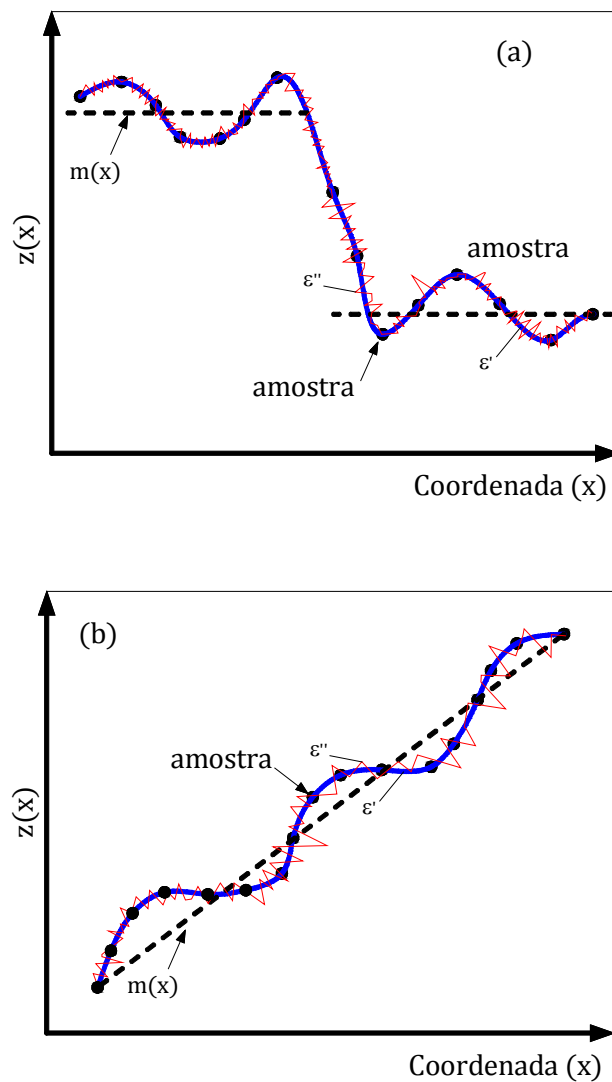 (a)
m(x)
z(x)
amostra
ε''
ε'
amostra
Coordenada (x)
(b)
ε''
amostra
ε'
z(x)
m(x)
Coordenada (x)